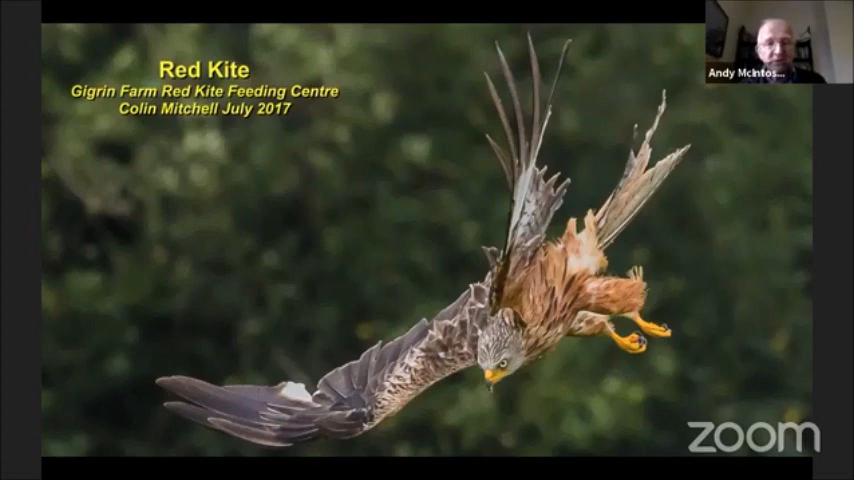 Red Kite
Gigrin Farm Red Kite Feeding Centre
Colin Mitchell July 2017
Andy McIntos...
zoom